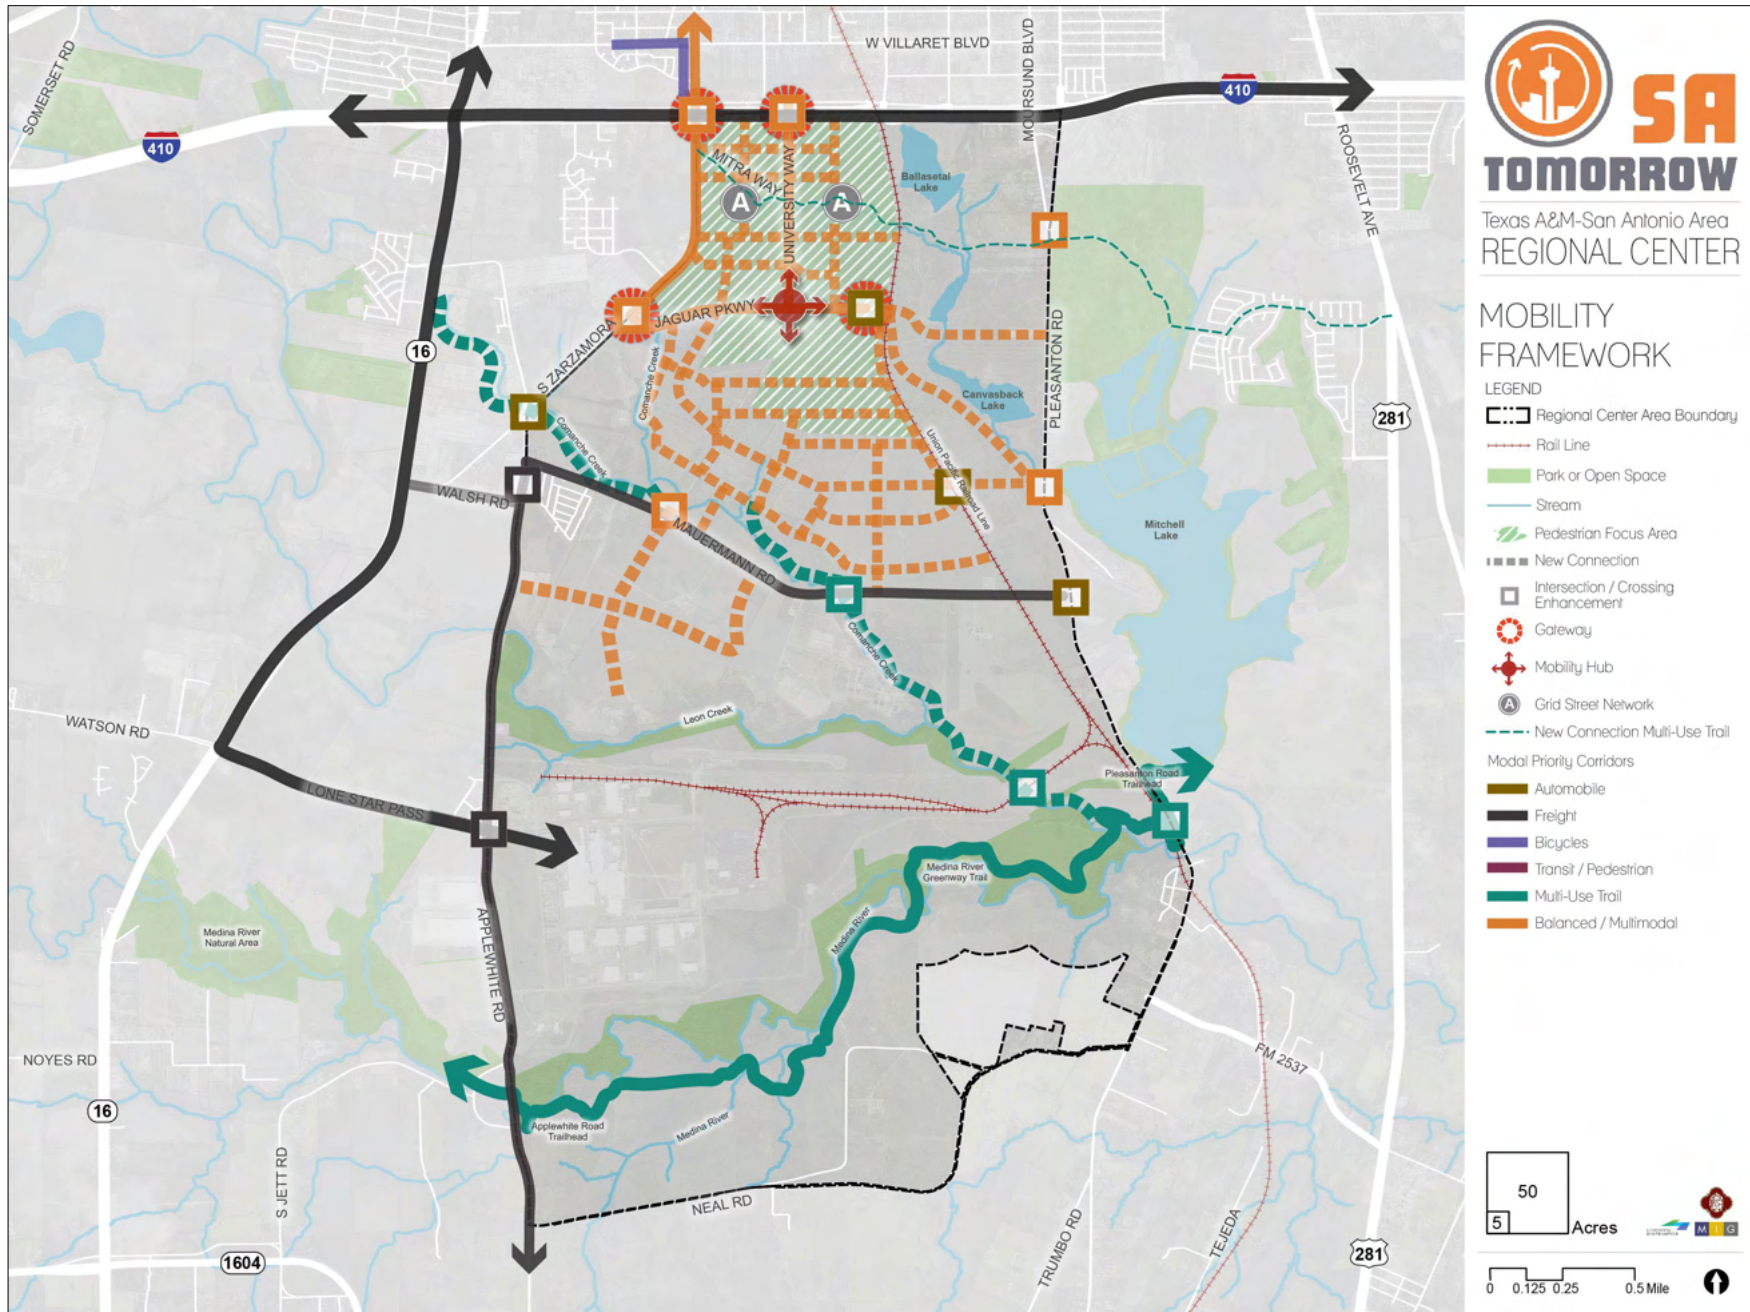 W VILLARET BLVD
MOURSUND BLVD
SOMERSET RD
410
410
ROOSEVELT AVE
MITRA WAY
UNIVERSITY WAY
Ballasetal
Lake
A
A
JAGUAR PKWY
S ZARZAMORA
16
Comanche Creek
PLEASANTON RD
Canvasback
Lake
281
Comanche Creek
Union Pacific Railroad Line
WALSH RD
MAUERMANN RD
Mitchell
Lake
Comanche Creek
Leon Creek
WATSON RD
Pleasanton Road
Trailhead
LONE STAR PASS
Medina River
Greenway Trail
Medina River
Natural Area
Medina River
APPLEWHITE RD
NOYES RD
FM 2537
16
Applewhite Road
Trailhead
Medina River
S JETT RD
NEAL RD
TRUMBO RD
TEJEDA
1604
281
SA
TOMORROW
Texas A&M-San Antonio Area
REGIONAL CENTER
MOBILITY
FRAMEWORK
LEGEND
Regional Center Area Boundary
Rail Line
Park or Open Space
Stream
Pedestrian Focus Area
New Connection
Intersection / Crossing
Enhancement
Gateway
Mobility Hub
A Grid Street Network
New Connection Multi-Use Trail
Modal Priority Corridors
Automobile
Freight
Bicycles
Transit / Pedestrian
Multi-Use Trail
Balanced / Multimodal
50
5
Acres
M I G
0 0.125 0.25 0.5 Mile